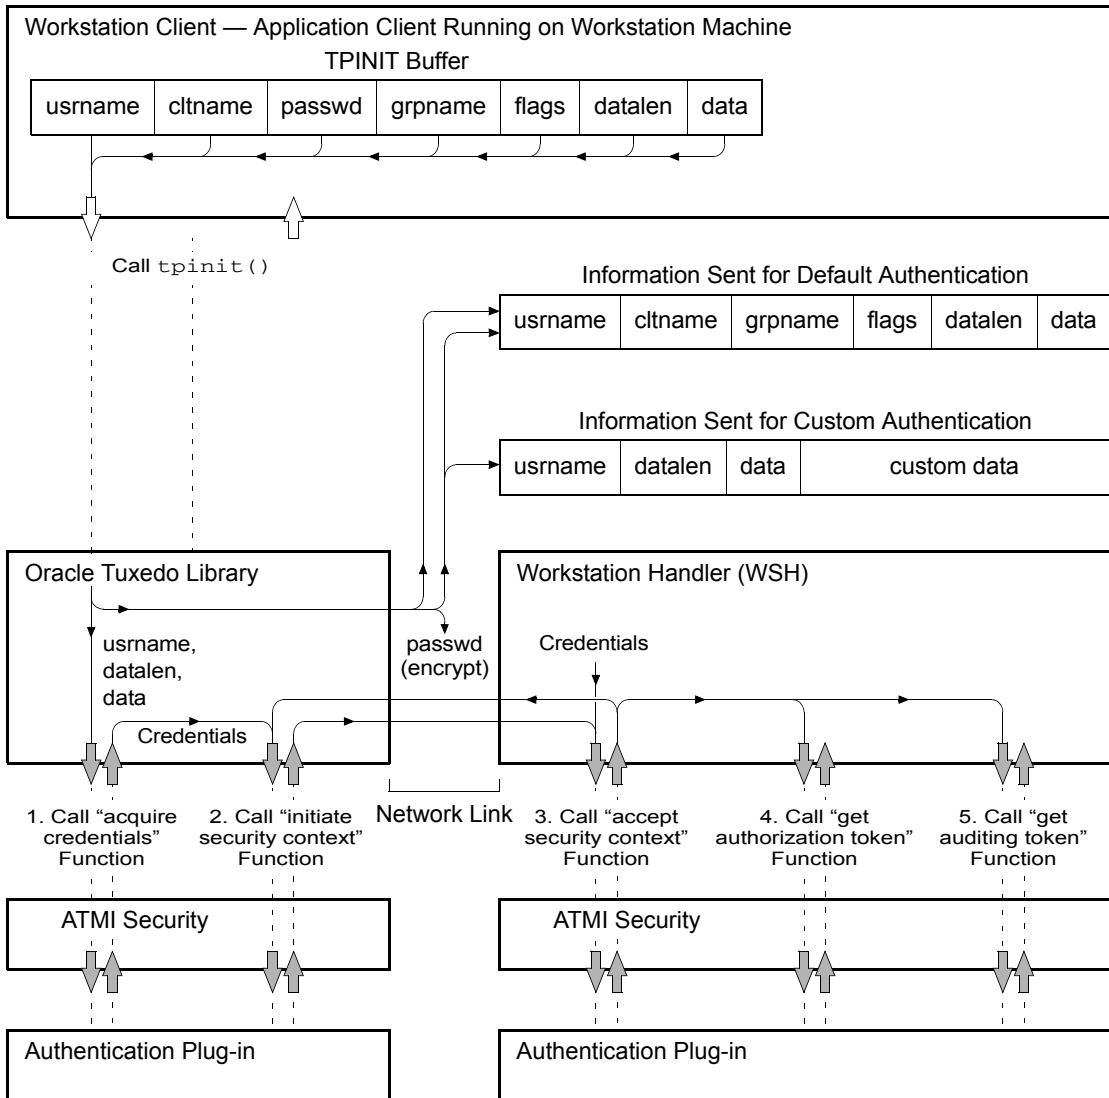 Workstation Client — Application Client Running on Workstation Machine
TPINIT Buffer
usrname cltname passwd grpname flags datalen data
Call tpinit()
Information Sent for Default Authentication
usrname cltname grpname flags datalen data
Information Sent for Custom Authentication
usrname datalen data custom data
Oracle Tuxedo Library
usrname,
datalen,
data
Credentials
passwd
(encrypt)
Workstation Handler (WSH)
Credentials
Network Link
1. Call “acquire
credentials”
Function
2. Call “initiate
security context”
Function
3. Call “accept
security context”
Function
4. Call “get
authorization token”
Function
5. Call “get
auditing token”
Function
ATMI Security
ATMI Security
Authentication Plug-in
Authentication Plug-in